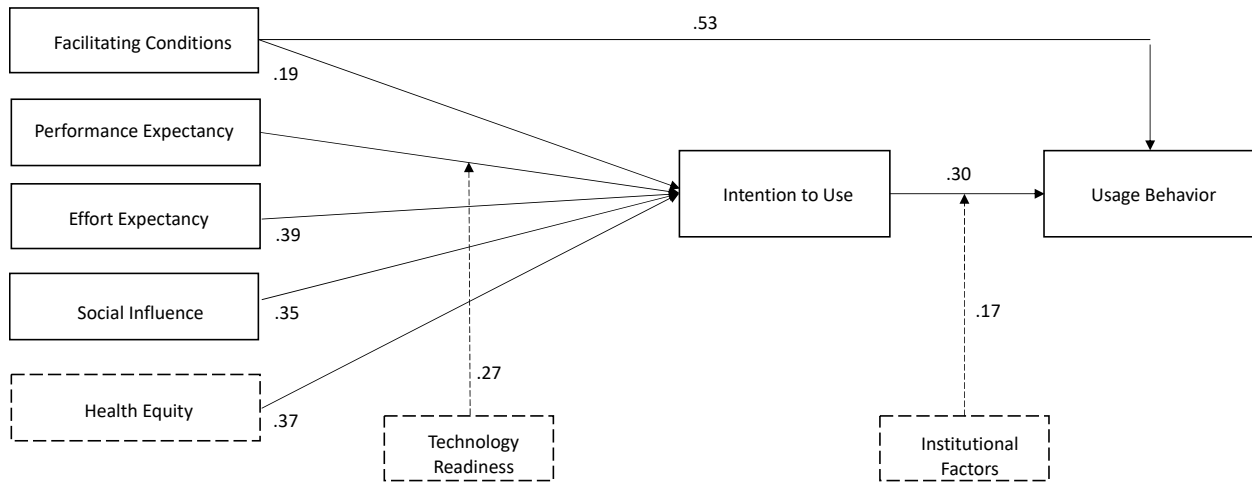 Facilitating Conditions
.53
.19
Performance Expectancy
Effort Expectancy
.39
Social Influence
.35
Health Equity
.37
Intention to Use
.30
Usage Behavior
.27
.17
Technology
Readiness
Institutional
Factors